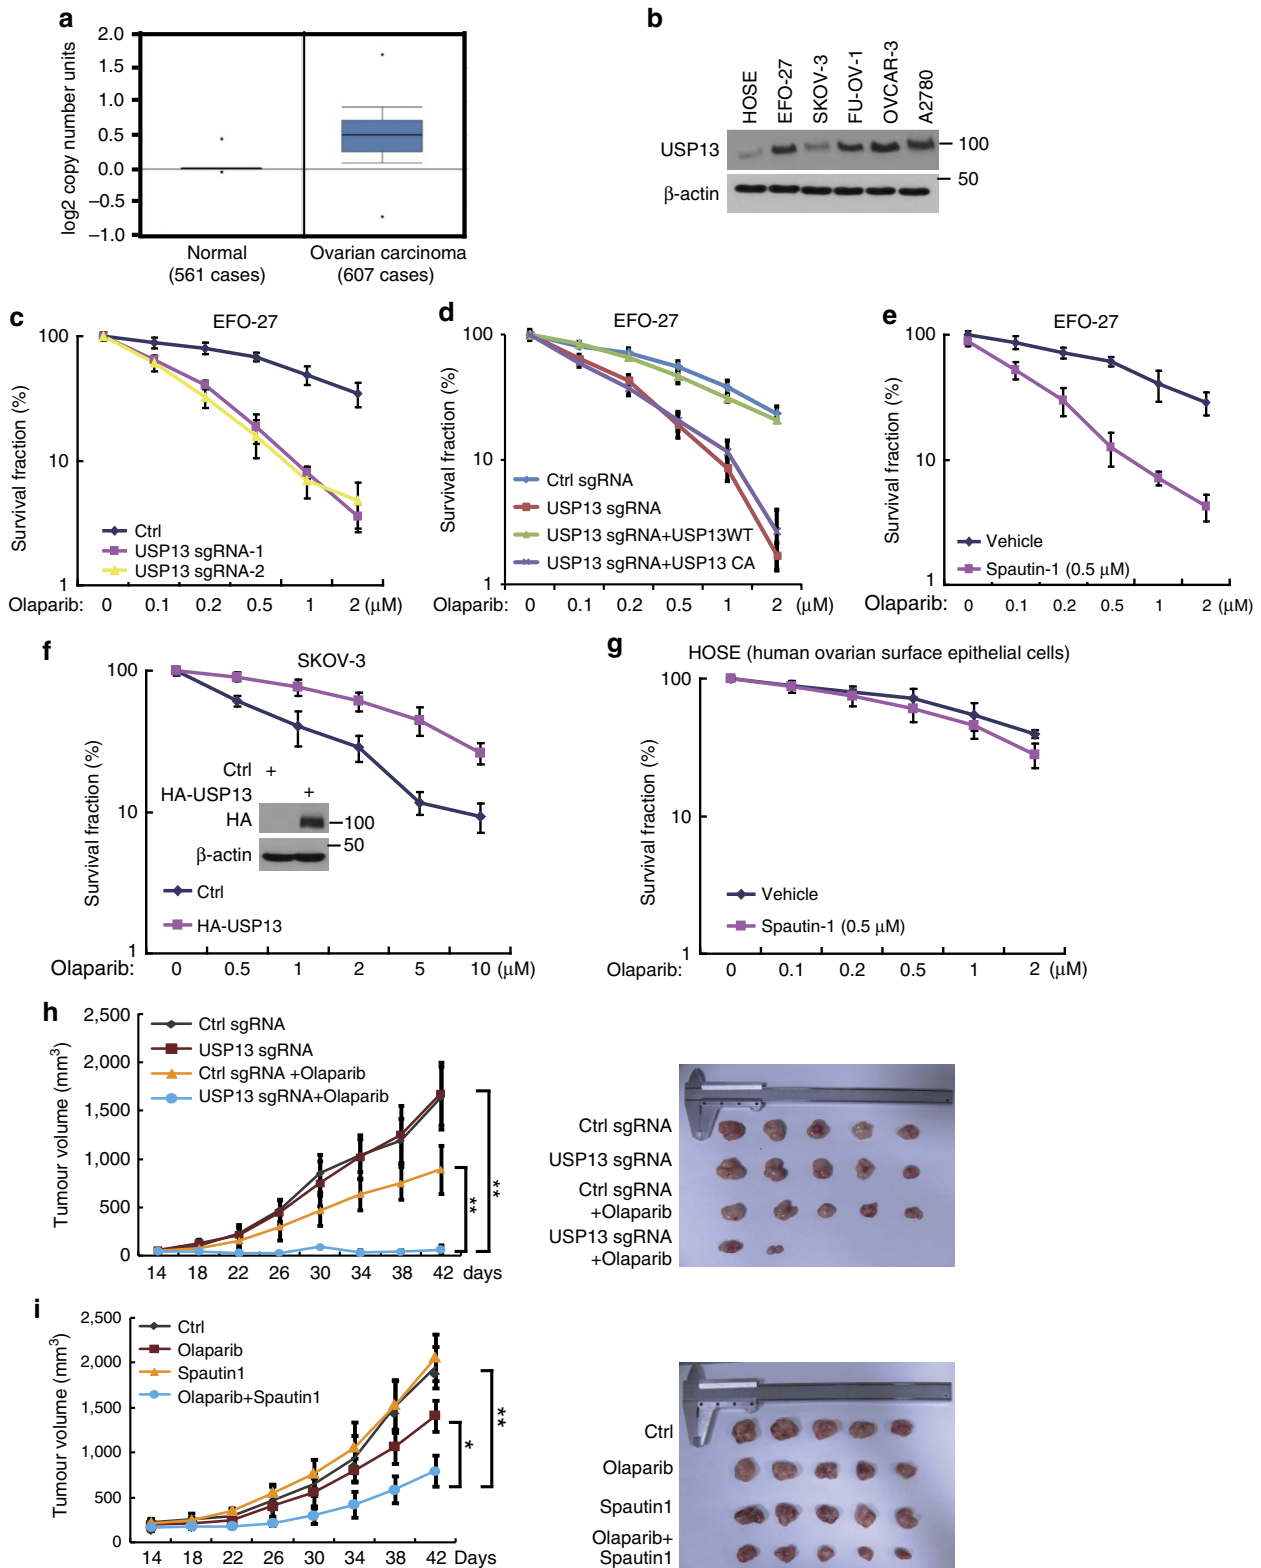 a
log2 copy number units
2.0
1.5
1.0
0.5
0.0
–0.5
–1.0
Normal
(561 cases)
Ovarian carcinoma
(607 cases)
b
HOSE
EFO-27
SKOV-3
FU-OV-1
OVCAR-3
A2780
USP13
100
50
β-actin
c
EFO-27
Survival fraction (%)
100
10
1
Ctrl
USP13 sgRNA-1
USP13 sgRNA-2
Olaparib: 0 0.1 0.2 0.5 1 2 (μM)
d
EFO-27
Survival fraction (%)
100
10
1
Ctrl sgRNA
USP13 sgRNA
USP13 sgRNA+USP13WT
USP13 sgRNA+USP13 CA
0 0.1 0.2 0.5 1 2 (μM)
e
EFO-27
Survival fraction (%)
100
10
1
Vehicle
Spautin-1 (0.5 μM)
Olaparib: 0 0.1 0.2 0.5 1 2 (μM)
f
SKOV-3
Survival fraction (%)
100
10
1
Ctrl +
HA-USP13 +
HA
100
50
β-actin
Ctrl
HA-USP13
Olaparib: 0 0.5 1 2 5 10 (μM)
g
HOSE (human ovarian surface epithelial cells)
Survival fraction (%)
100
10
1
Vehicle
Spautin-1 (0.5 μM)
Olaparib: 0 0.1 0.2 0.5 1 2 (μM)
h
Tumour volume (mm³)
2,500
2,000
1,500
1,000
500
0
Ctrl sgRNA
USP13 sgRNA
Ctrl sgRNA +Olaparib
USP13 sgRNA+Olaparib
**
**
14 18 22 26 30 34 38 42 days
Ctrl sgRNA
USP13 sgRNA
Ctrl sgRNA
+Olaparib
USP13 sgRNA
+Olaparib
i
Tumour volume (mm³)
2,500
2,000
1,500
1,000
500
0
Ctrl
Olaparib
Spautin1
Olaparib+Spautin1
*
**
14 18 22 26 30 34 38 42 Days
Ctrl
Olaparib
Spautin1
Olaparib+
Spautin1